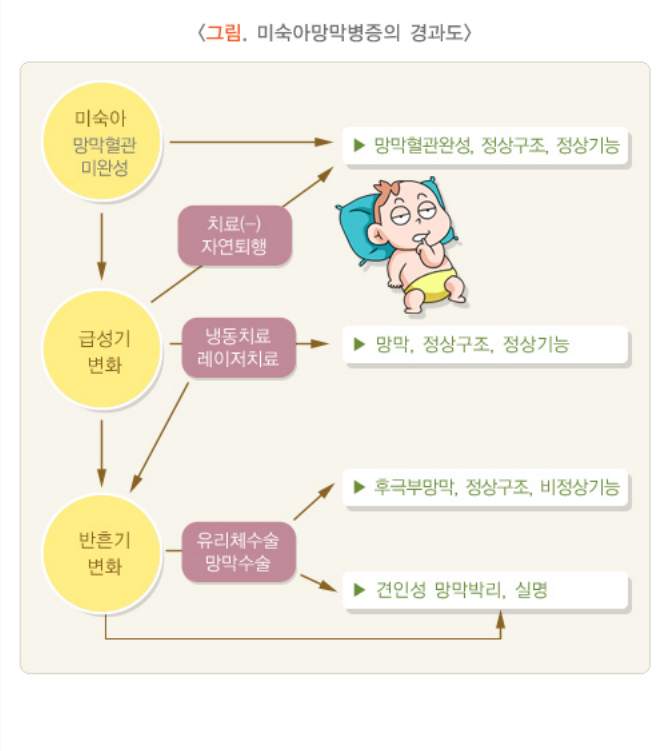 〈그림. 미숙아망막병증의 경과도〉
미숙아
망막혈관
미완성
▶ 망막혈관완성, 정상구조, 정상기능
치료(-)
자연퇴행
급성기
변화
냉동치료
레이저치료
▶ 망막, 정상구조, 정상기능
▶ 후극부망막, 정상구조, 비정상기능
반흔기
변화
유리체수술
망막수술
▶ 견인성 망막박리, 실명